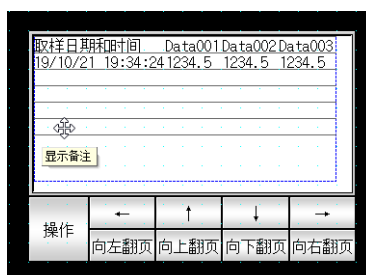 取样日期和时间 Data001 Data002 Data003
19/10/21 19:34:24 1234.5 1234.5 1234.5
显示备注
操作 ← ↑ ↓ →
向左翻页 向上翻页 向下翻页 向右翻页